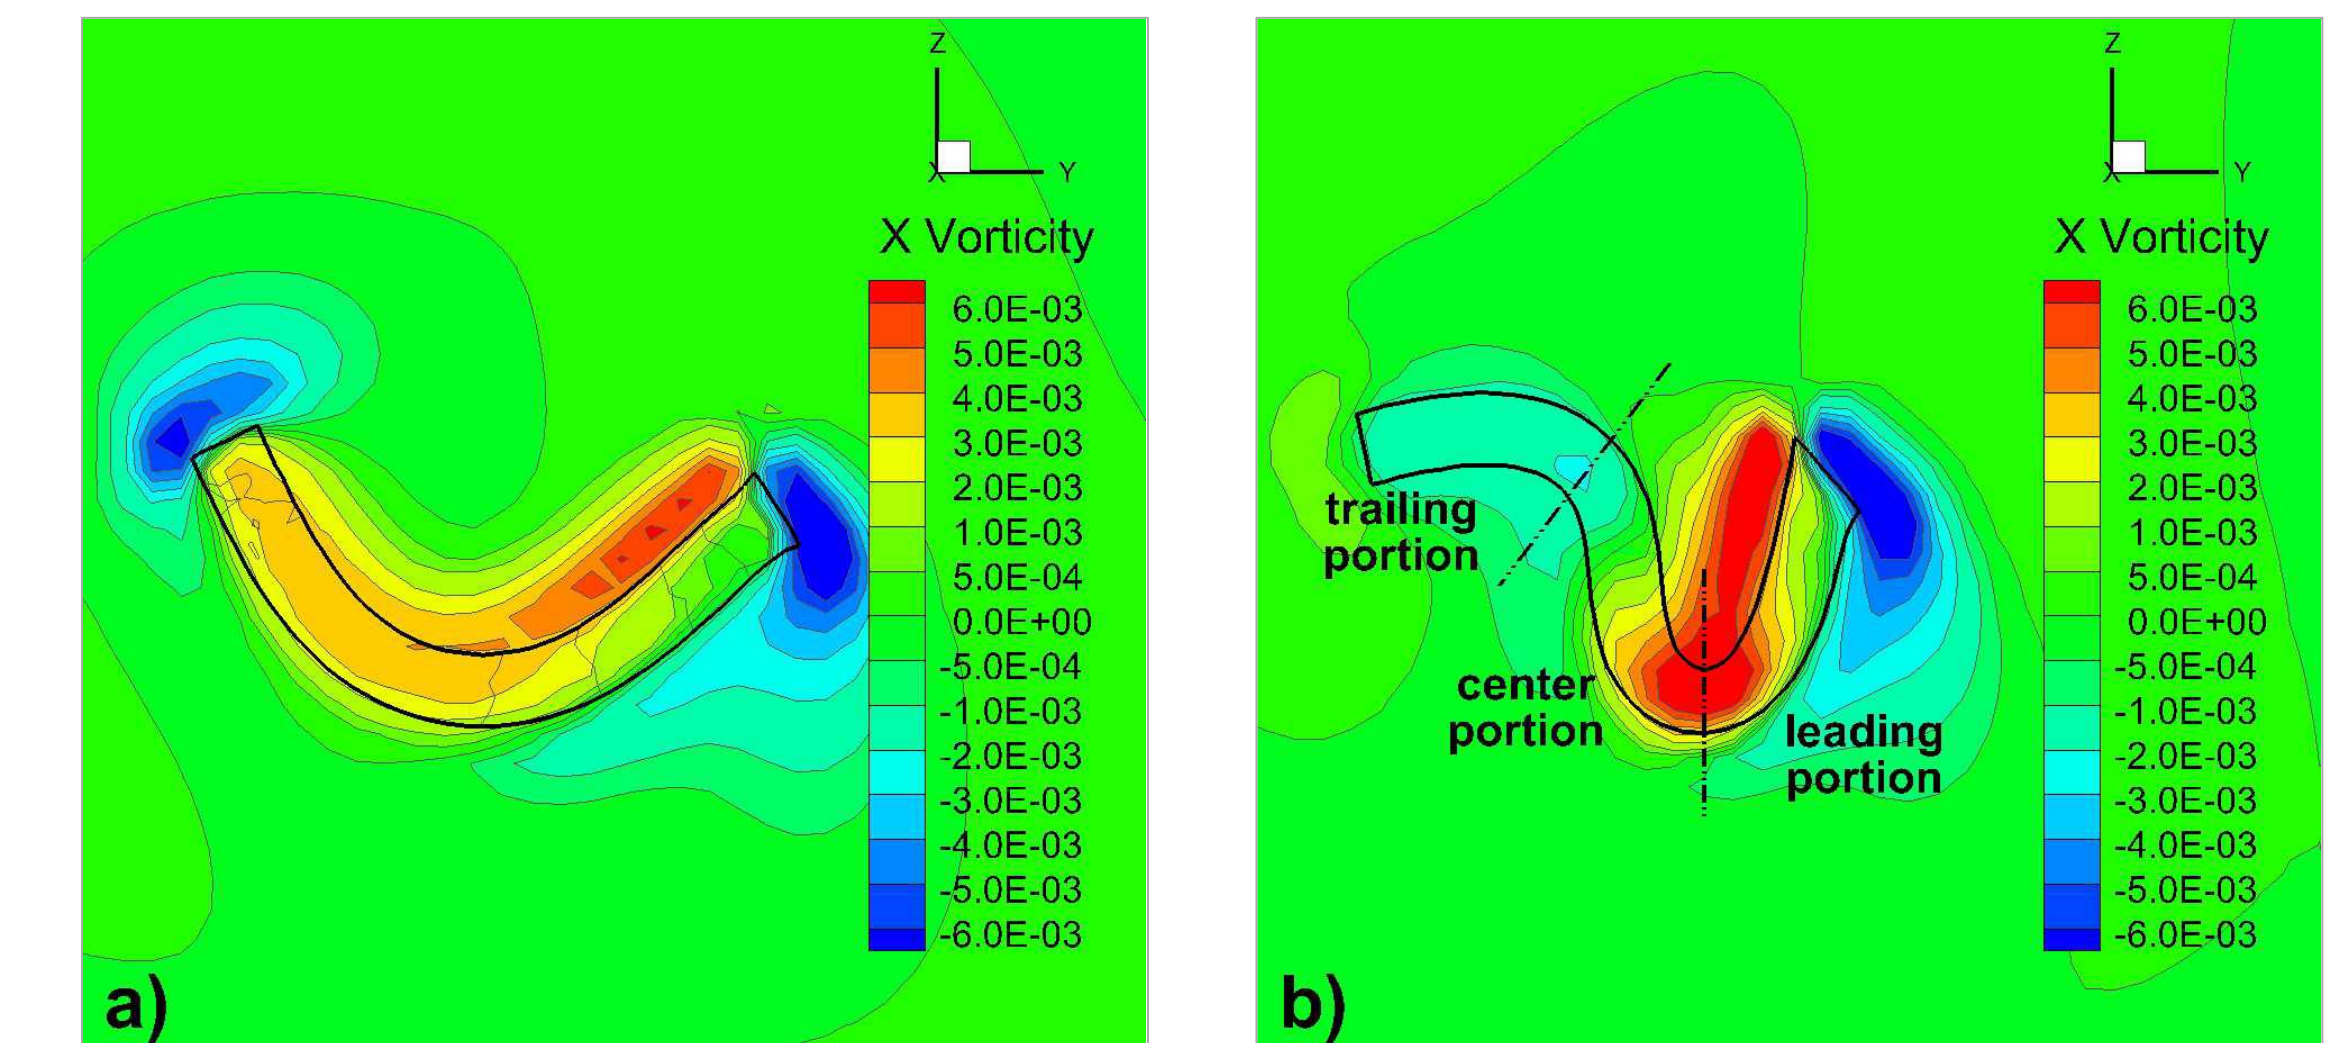 Z
X Y
X Vorticity
6.0E-03
5.0E-03
4.0E-03
3.0E-03
2.0E-03
1.0E-03
5.0E-04
0.0E+00
-5.0E-04
-1.0E-03
-2.0E-03
-3.0E-03
-4.0E-03
-5.0E-03
-6.0E-03
a)
Z
X Y
X Vorticity
6.0E-03
5.0E-03
4.0E-03
3.0E-03
2.0E-03
1.0E-03
5.0E-04
0.0E+00
-5.0E-04
-1.0E-03
-2.0E-03
-3.0E-03
-4.0E-03
-5.0E-03
-6.0E-03
trailing
portion
center
portion
leading
portion
b)